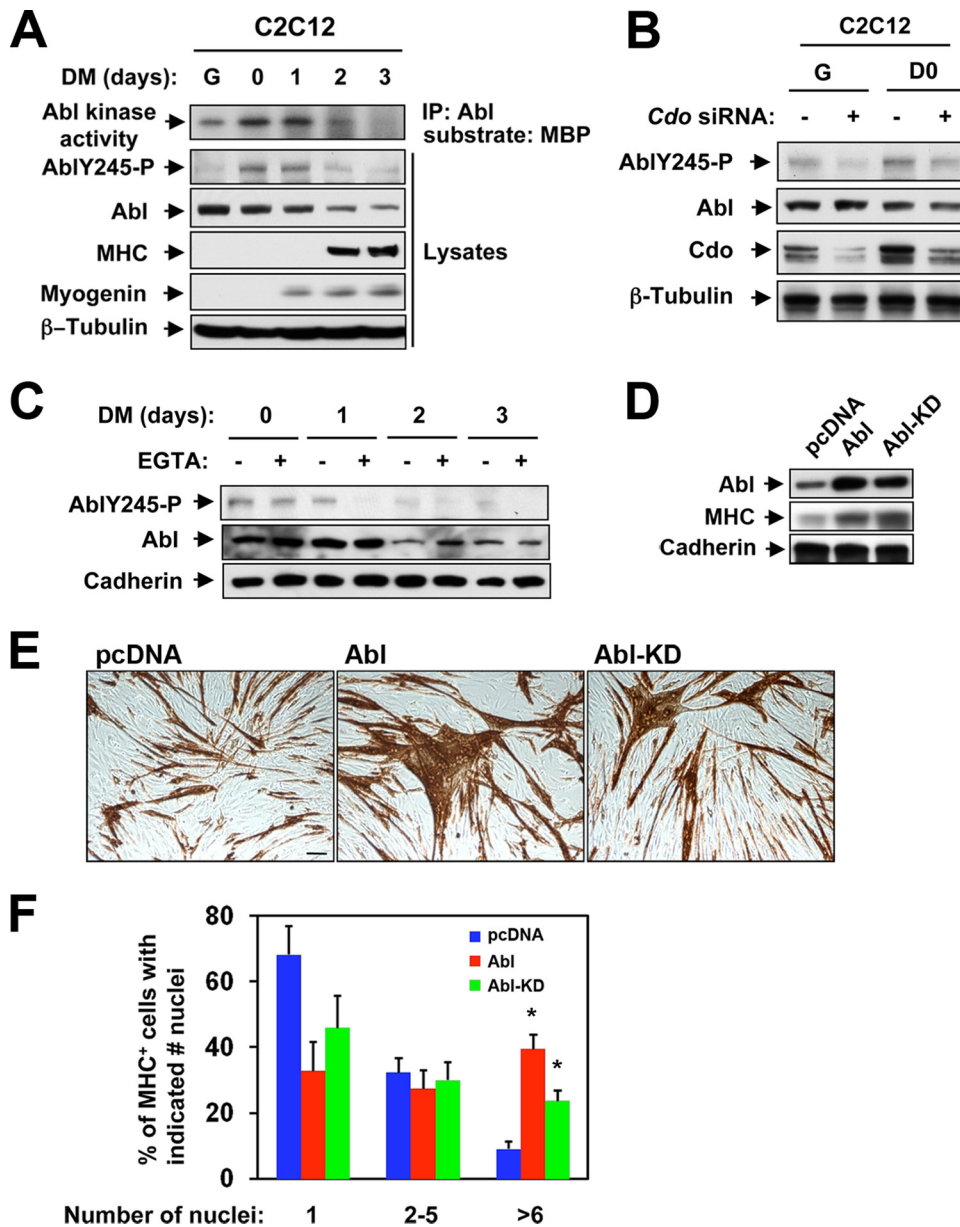 A
C2C12
DM (days): G 0 1 2 3
Abl kinase activity
IP: Abl
substrate: MBP
AblY245-P
Abl
MHC
Myogenin
β–Tubulin
Lysates
B
C2C12
G D0
Cdo siRNA: - + - +
AblY245-P
Abl
Cdo
β-Tubulin
C
DM (days): 0 1 2 3
EGTA: - + - + - + - +
AblY245-P
Abl
Cadherin
D
pcDNA Abl Abl-KD
Abl
MHC
Cadherin
E
pcDNA Abl Abl-KD
F
% of MHC⁺ cells with
indicated # nuclei
80
60
40
20
0
pcDNA
Abl
Abl-KD
* *
Number of nuclei: 1 2-5 >6